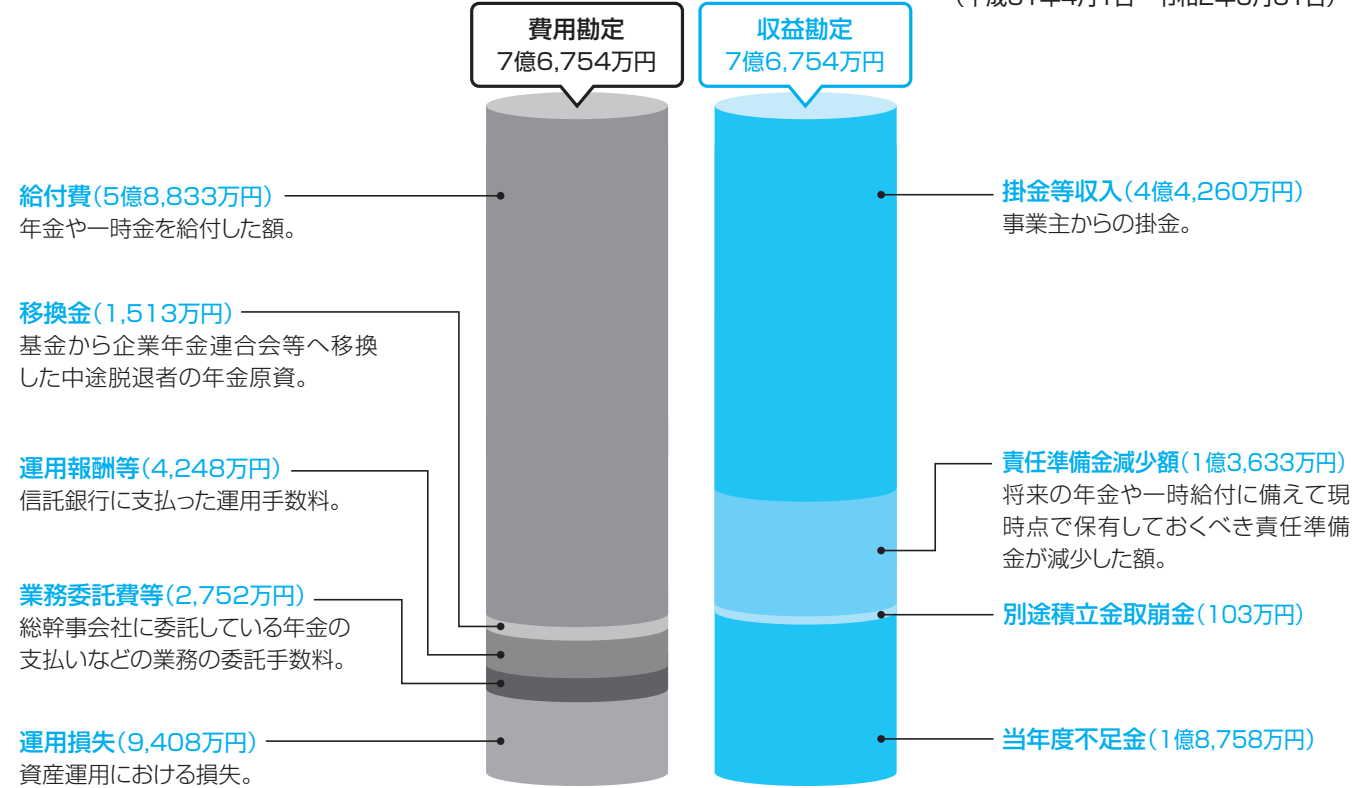 費用勘定
7億6,754万円
収益勘定
7億6,754万円
給付費(5億8,833万円)
年金や一時金を給付した額。
移換金(1,513万円)
基金から企業年金連合会等へ移換
した中途脱退者の年金原資。
運用報酬等(4,248万円)
信託銀行に支払った運用手数料。
業務委託費等(2,752万円)
総幹事会社に委託している年金の
支払いなどの業務の委託手数料。
運用損失(9,408万円)
資産運用における損失。
掛金等収入(4億4,260万円)
事業主からの掛金。
責任準備金減少額(1億3,633万円)
将来の年金や一時給付に備えて現
時点で保有しておくべき責任準備
金が減少した額。
別途積立金取崩金(103万円)
当年度不足金(1億8,758万円)